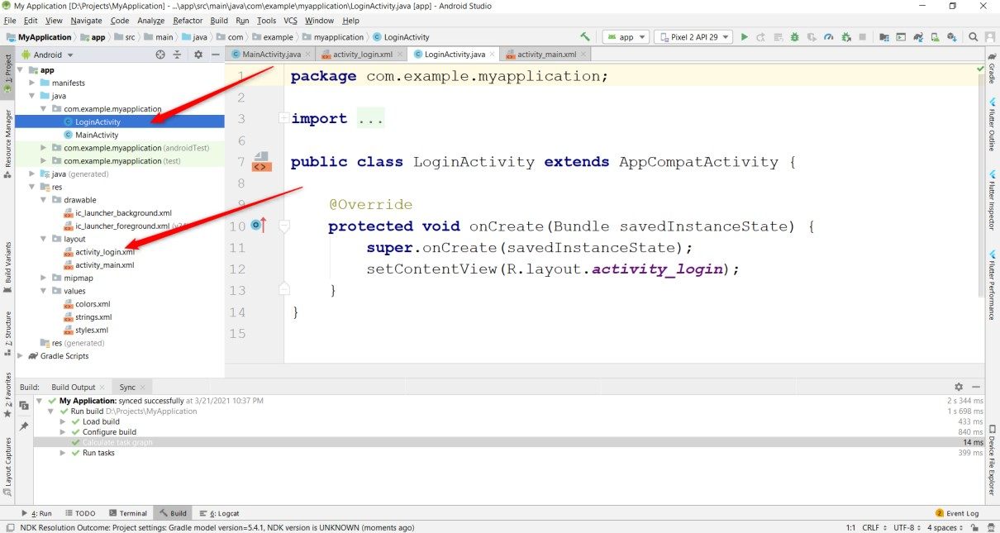 My Application [D:\Projects\MyApplication] - ...\app\src\main\java\com\example\myapplication\LoginActivity.java [app] - Android Studio
File Edit View Navigate Code Analyze Refactor Build Run Tools VCS Window Help
MyApplication app src main java com example myapplication LoginActivity
app Pixel 2 API 29
Android
MainActivity.java activity_login.xml LoginActivity.java activity_main.xml
1: Project
Resource Manager
Build Variants
7: Structure
2: Favorites
Layout Captures
app
manifests
java
com.example.myapplication
LoginActivity
MainActivity
com.example.myapplication (androidTest)
com.example.myapplication (test)
java (generated)
res
drawable
ic_launcher_background.xml
ic_launcher_foreground.xml
layout
activity_login.xml
activity_main.xml
mipmap
values
colors.xml
strings.xml
styles.xml
res (generated)
Gradle Scripts
1 package com.example.myapplication;
2
3 import ...
6
7 public class LoginActivity extends AppCompatActivity {
8
9 @Override
10 protected void onCreate(Bundle savedInstanceState) {
11 super.onCreate(savedInstanceState);
12 setContentView(R.layout.activity_login);
13 }
14 }
15
Gradle
Flutter Outline
Flutter Inspector
Flutter Performance
Device File Explorer
Build: Build Output Sync
My Application: synced successfully at 3/21/2021 10:37 PM 2 s 344 ms
Run build D:\Projects\MyApplication 1 s 698 ms
Load build 433 ms
Configure build 840 ms
Calculate task graph 14 ms
Run tasks 399 ms
4: Run TODO Terminal Build 6: Logcat 2 Event Log
NDK Resolution Outcome: Project settings: Gradle model version=5.4.1, NDK version is UNKNOWN (moments ago) 1:1 CRLF UTF-8 4 spaces